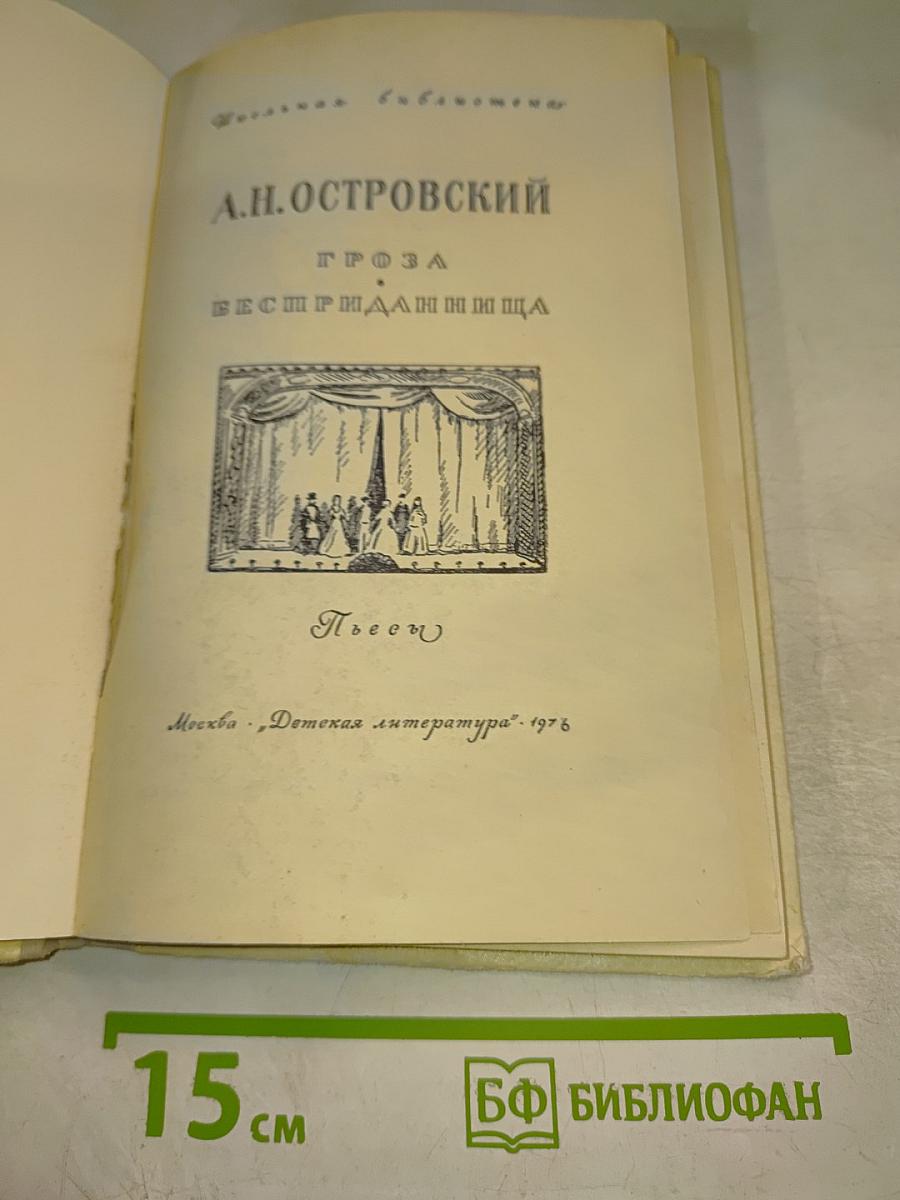 Школьная библиотека
А.Н.ОСТРОВСКИЙ
ГРОЗА
•
БЕСПРИДАННИЦА
Пьесы
Москва · „Детская литература" · 1976
15 см
БФ БИБЛИОФАН